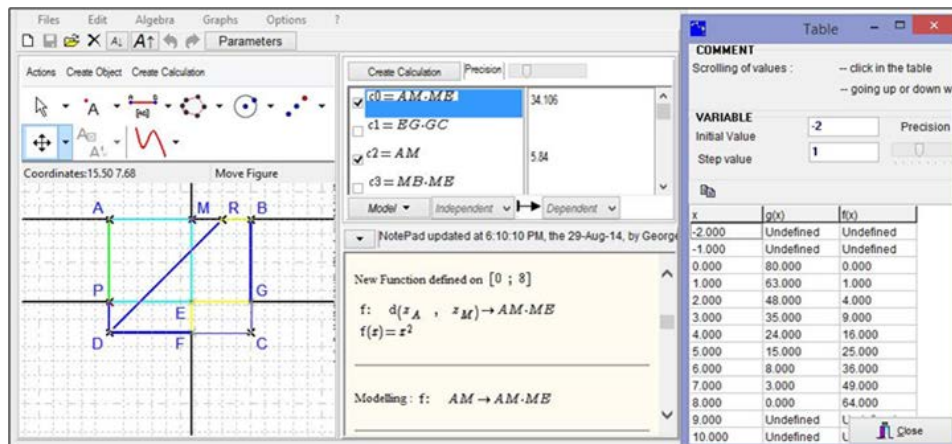 Files Edit Algebra Graphs Options ?
Parameters
Actions Create Object Create Calculation
Coordinates:15.50 7.68 Move Figure
A M R B
P E G
D F C
Create Calculation Precision
c0 = AM·ME 34.106
c1 = EG·GC
c2 = AM 5.84
c3 = MB·ME
Model Independent Dependent
NotePad updated at 6:10:10 PM, the 29-Aug-14, by George
New Function defined on [0 ; 8]
f: d(z_A , z_M) → AM·ME
f(x) = x²
Modelling : f: AM → AM·ME
Table
COMMENT
Scrolling of values : -- click in the table
-- going up or down w
VARIABLE
Initial Value -2 Precision
Step value 1
x g(x) f(x)
-2.000 Undefined Undefined
-1.000 Undefined Undefined
0.000 80.000 0.000
1.000 63.000 1.000
2.000 48.000 4.000
3.000 35.000 9.000
4.000 24.000 16.000
5.000 15.000 25.000
6.000 8.000 36.000
7.000 3.000 49.000
8.000 0.000 64.000
9.000 Undefined
10.000 Undefined
Close